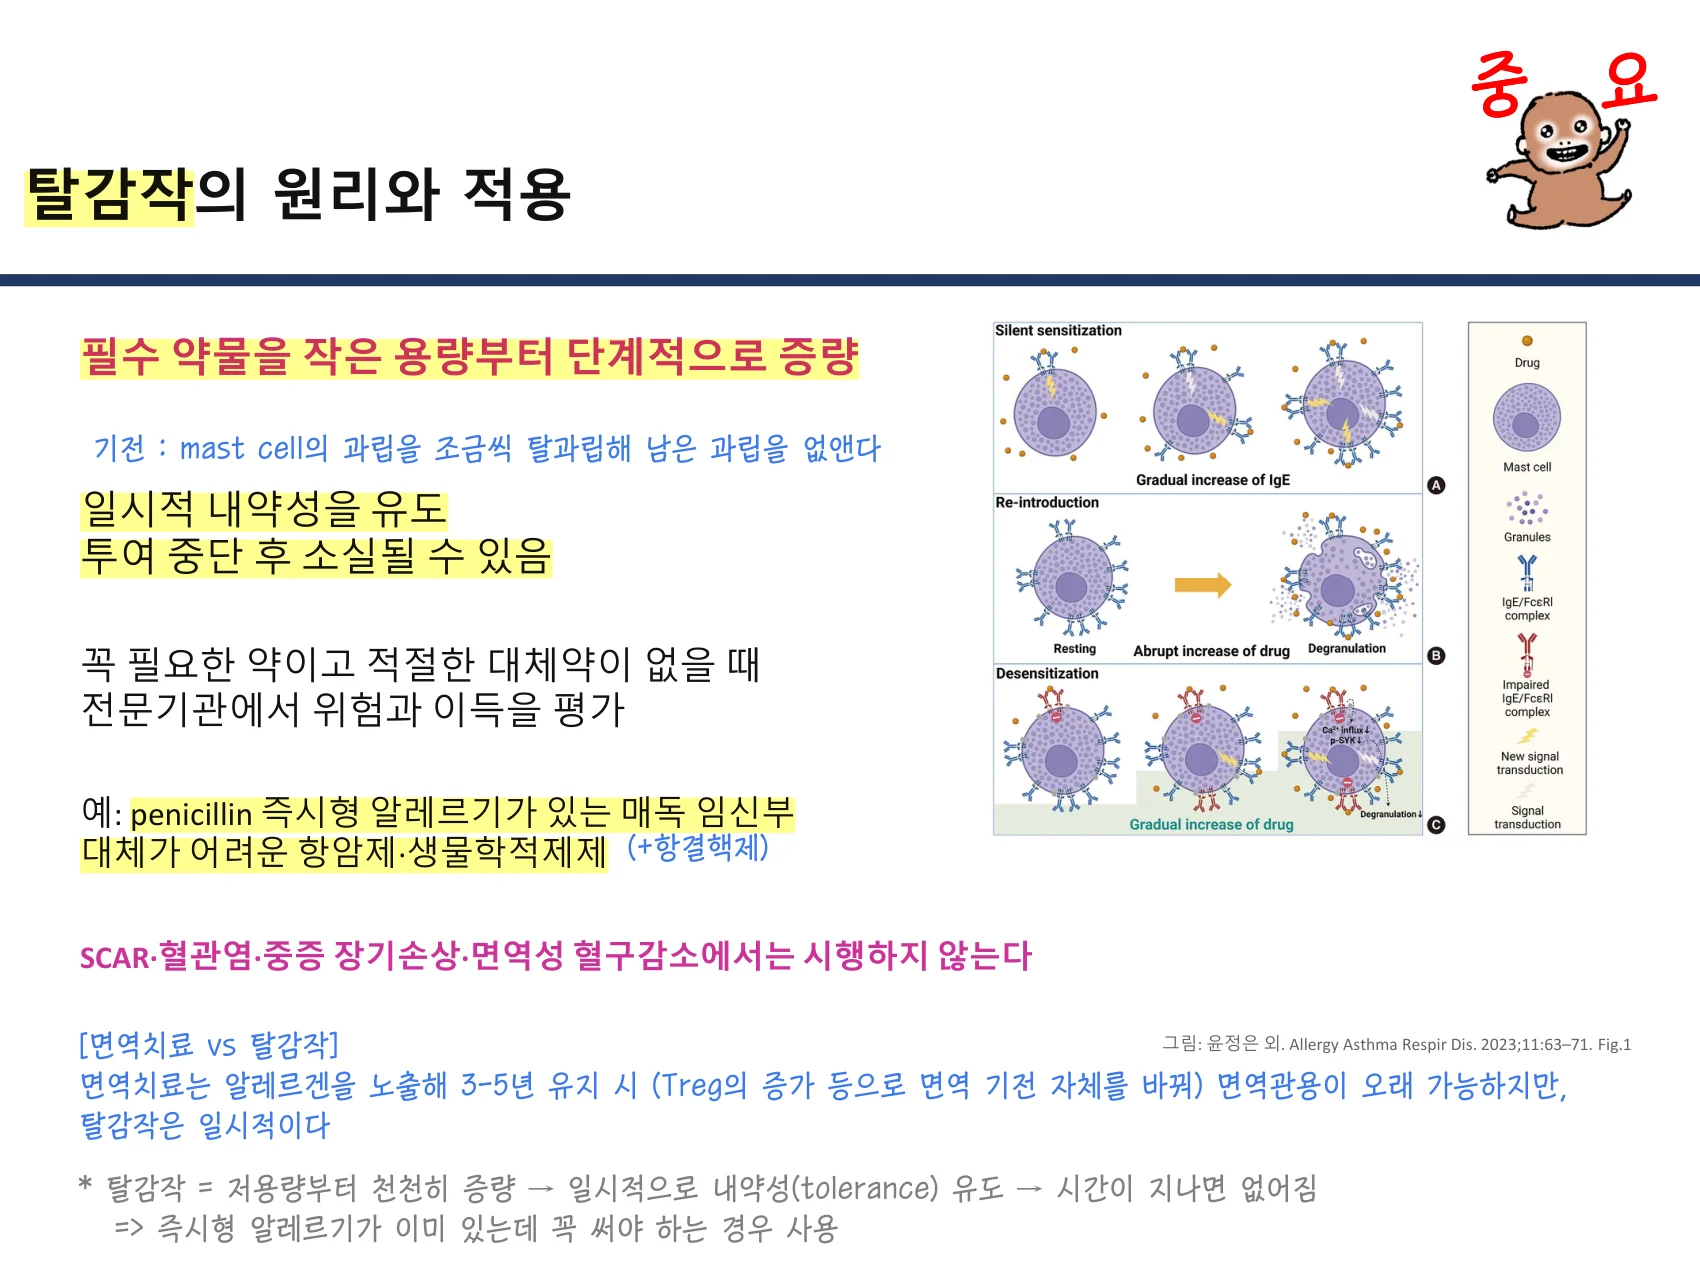 중요
탈감작의 원리와 적용
필수 약물을 작은 용량부터 단계적으로 증량
기전 : mast cell의 과립을 조금씩 탈과립해 남은 과립을 없앤다
일시적 내약성을 유도
투여 중단 후 소실될 수 있음
꼭 필요한 약이고 적절한 대체약이 없을 때
전문기관에서 위험과 이득을 평가
예: penicillin 즉시형 알레르기가 있는 매독 임신부
대체가 어려운 항암제·생물학적제제 (+항결핵제)
SCAR·혈관염·중증 장기손상·면역성 혈구감소에서는 시행하지 않는다
Silent sensitization
Gradual increase of IgE
A
Re-introduction
Resting
Abrupt increase of drug
Degranulation
B
Desensitization
Ca2+ influx↓
p-SYK↓
Degranulation↓
Gradual increase of drug
C
Drug
Mast cell
Granules
IgE/FcεRI
complex
Impaired
IgE/FcεRI
complex
New signal
transduction
Signal
transduction
그림: 윤정은 외. Allergy Asthma Respir Dis. 2023;11:63–71. Fig.1
[면역치료 vs 탈감작]
면역치료는 알레르겐을 노출해 3-5년 유지 시 (Treg의 증가 등으로 면역 기전 자체를 바꿔) 면역관용이 오래 가능하지만,
탈감작은 일시적이다
* 탈감작 = 저용량부터 천천히 증량 → 일시적으로 내약성(tolerance) 유도 → 시간이 지나면 없어짐
=> 즉시형 알레르기가 이미 있는데 꼭 써야 하는 경우 사용